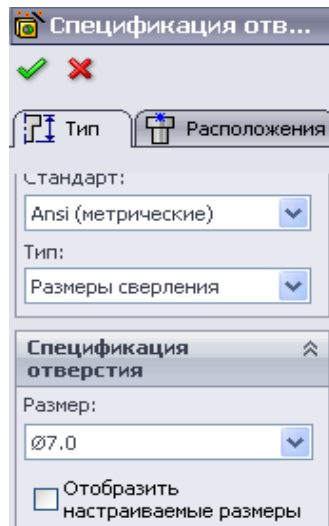 Спецификация отв...
Тип
Расположения
Стандарт:
Ansi (метрические)
Тип:
Размеры сверления
Спецификация
отверстия
Размер:
Ø7.0
Отобразить
настраиваемые размеры